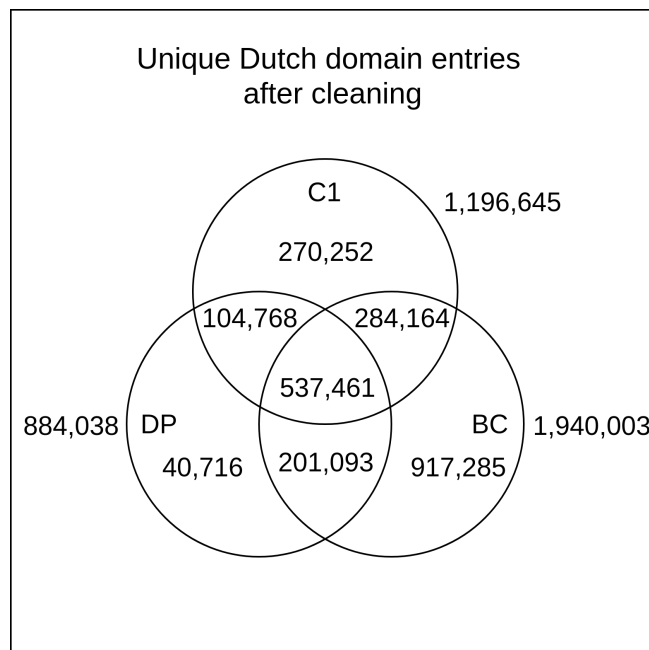 Unique Dutch domain entries
after cleaning
C1
1,196,645
270,252
104,768
284,164
537,461
884,038
DP
BC
1,940,003
40,716
201,093
917,285